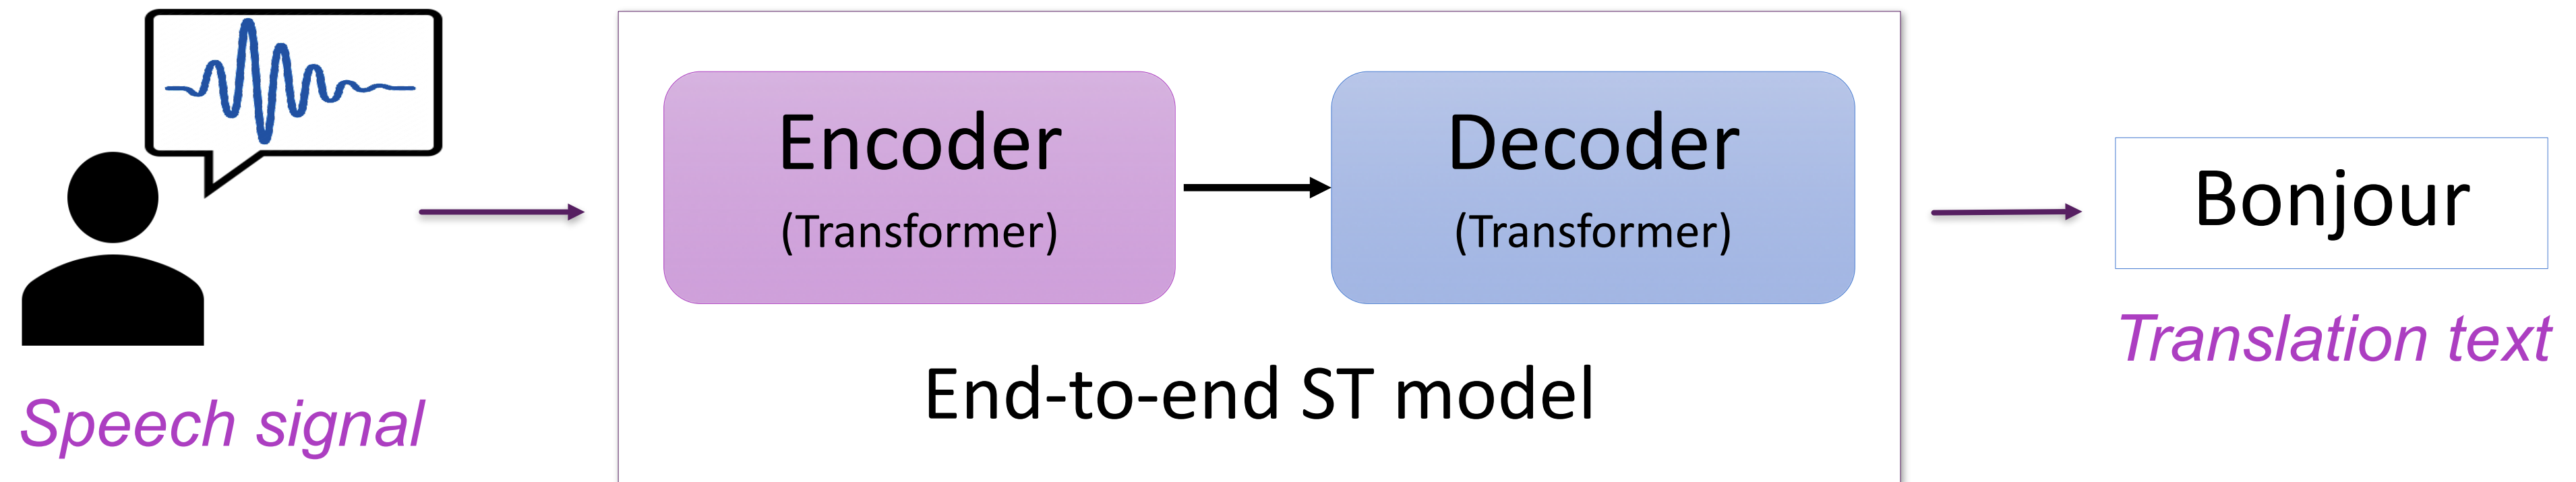 Speech signal
Encoder
(Transformer)
Decoder
(Transformer)
End-to-end ST model
Bonjour
Translation text